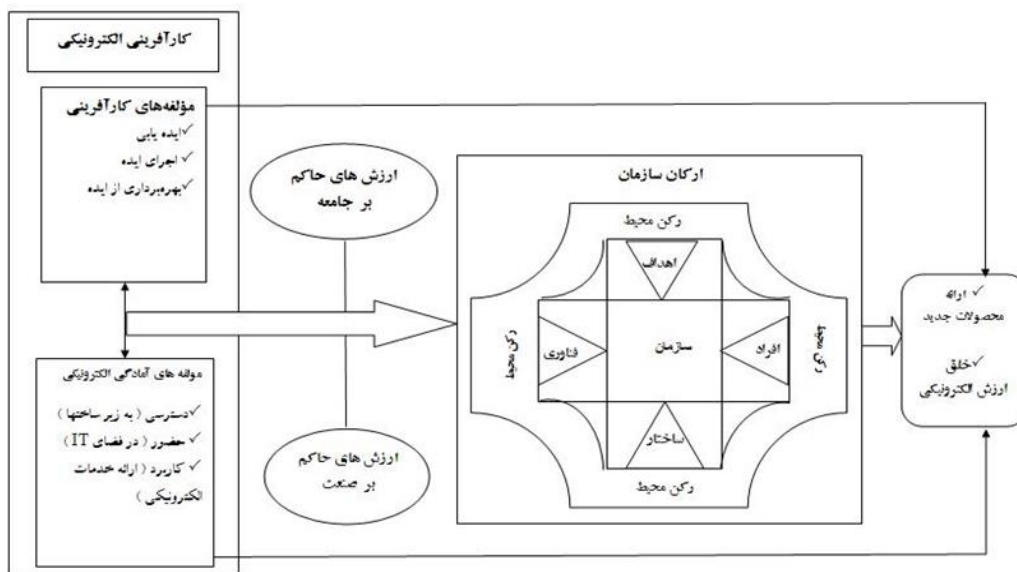 کارآفرینی الکترونیکی
مؤلفه‌های کارآفرینی
✓ایده یابی
✓اجرای ایده
✓بهره‌برداری از ایده
مولفه های آمادگی الکترونیکی
✓دسترسی ( به زیر ساختها )
✓حضور ( در فضای IT )
✓کاربرد ( ارائه خدمات
الکترونیکی )
ارزش های حاکم
بر جامعه
ارزش های حاکم
بر صنعت
ارکان سازمان
رکن محیط
اهداف
رکن محیط
فناوری
سازمان
افراد
رکن محیط
ساختار
رکن محیط
✓ارائه
محصولات جدید
✓خلق
ارزش الکترونیکی